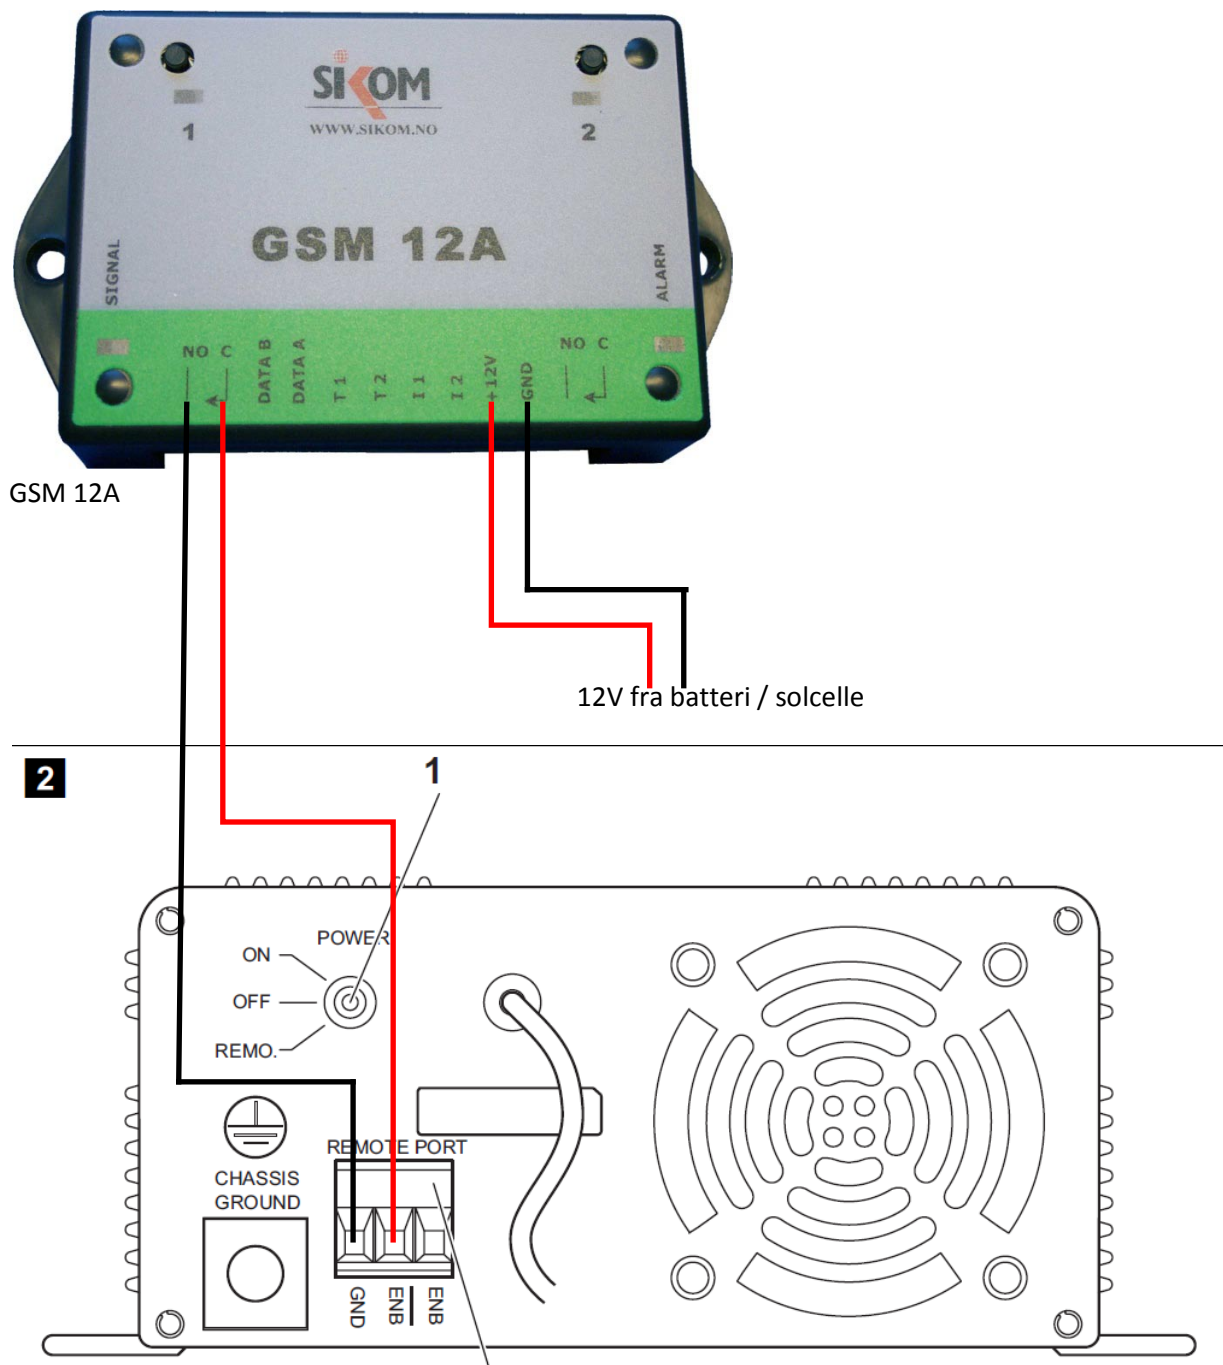 SIKOM
WWW.SIKOM.NO
1
2
GSM 12A
SIGNAL
ALARM
NO C
DATA B
DATA A
T 1
T 2
I 1
I 2
+12V
GND
NO C
GSM 12A
12V fra batteri / solcelle
2
1
POWER
ON
OFF
REMO.
REMOTE PORT
CHASSIS
GROUND
GND
ENB
ENB